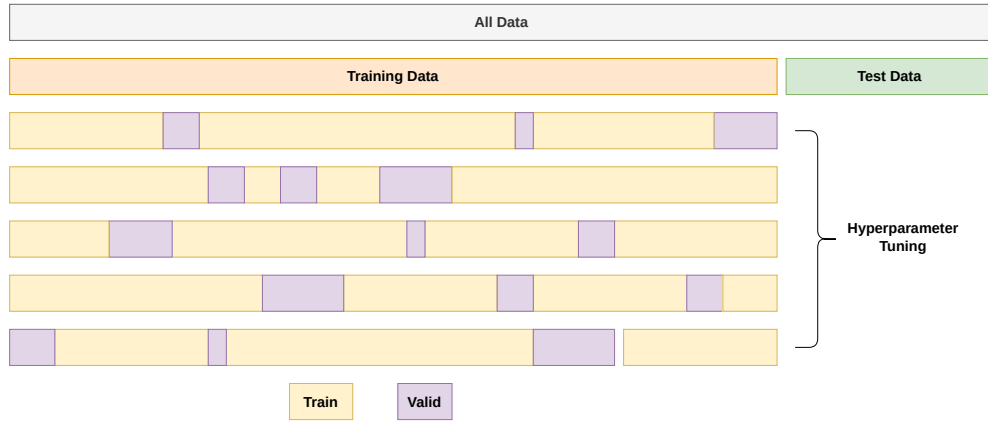 All Data
Training Data
Test Data
Hyperparameter
Tuning
Train
Valid